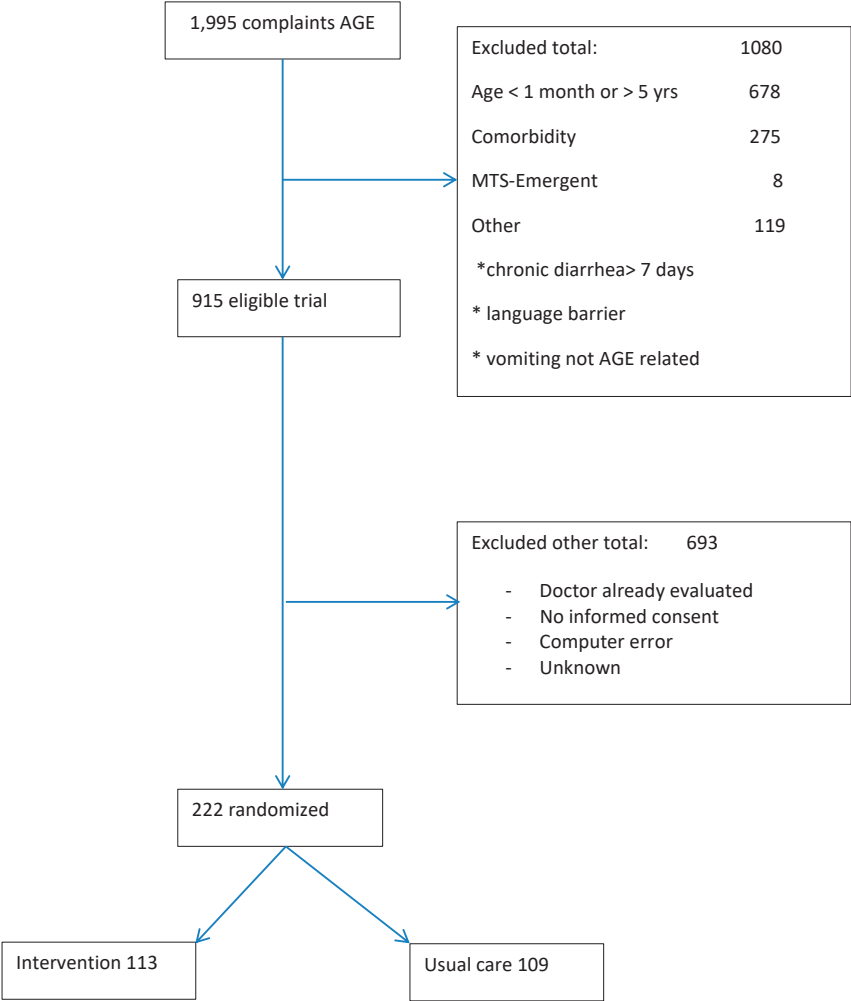 1,995 complaints AGE
Excluded total: 1080
Age < 1 month or > 5 yrs 678
Comorbidity 275
MTS-Emergent 8
Other 119
*chronic diarrhea> 7 days
* language barrier
* vomiting not AGE related
915 eligible trial
Excluded other total: 693
- Doctor already evaluated
- No informed consent
- Computer error
- Unknown
222 randomized
Intervention 113
Usual care 109